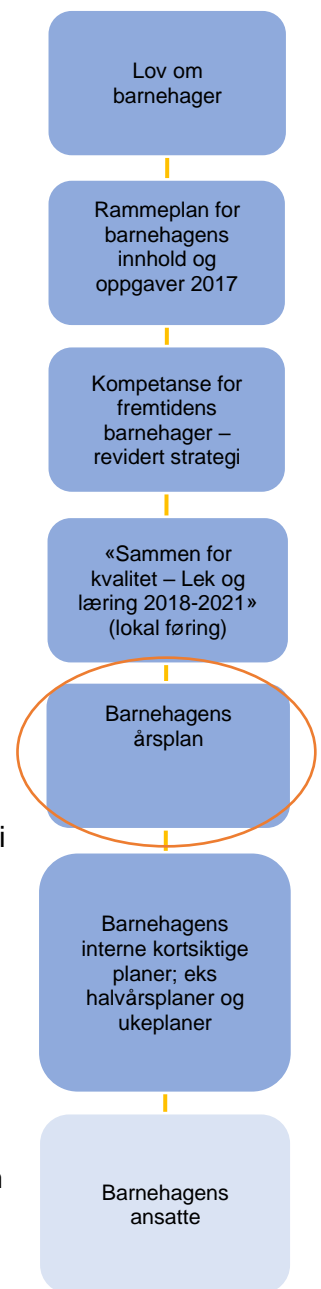 Lov om
barnehager
Rammeplan for
barnehagens
innhold og
oppgaver 2017
Kompetanse for
fremtidens
barnehager –
revidert strategi
«Sammen for
kvalitet – Lek og
læring 2018-2021»
(lokal føring)
Barnehagens
årsplan
i
Barnehagens
interne kortsiktige
planer; eks
halvårsplaner og
ukeplaner
Barnehagens
ansatte